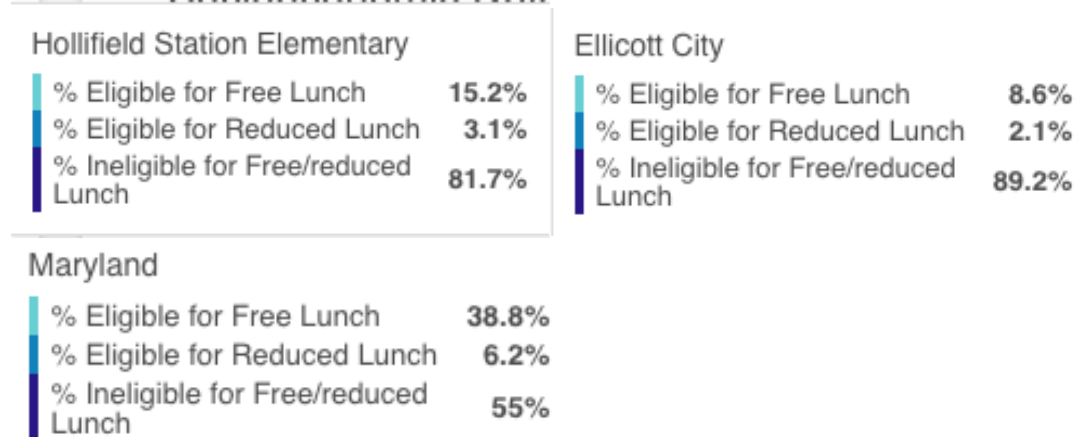 Hollifield Station Elementary
% Eligible for Free Lunch 15.2%
% Eligible for Reduced Lunch 3.1%
% Ineligible for Free/reduced
Lunch 81.7%
Ellicott City
% Eligible for Free Lunch 8.6%
% Eligible for Reduced Lunch 2.1%
% Ineligible for Free/reduced
Lunch 89.2%
Maryland
% Eligible for Free Lunch 38.8%
% Eligible for Reduced Lunch 6.2%
% Ineligible for Free/reduced
Lunch 55%